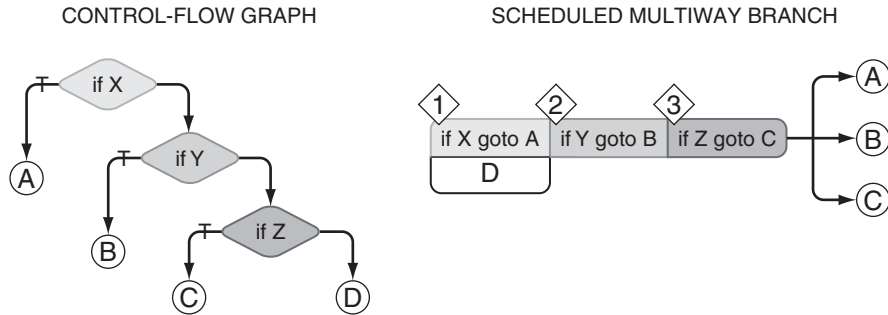 CONTROL-FLOW GRAPH
T if X
A
T if Y
B
T if Z
C D
SCHEDULED MULTIWAY BRANCH
1 2 3
if X goto A if Y goto B if Z goto C
D
A
B
C